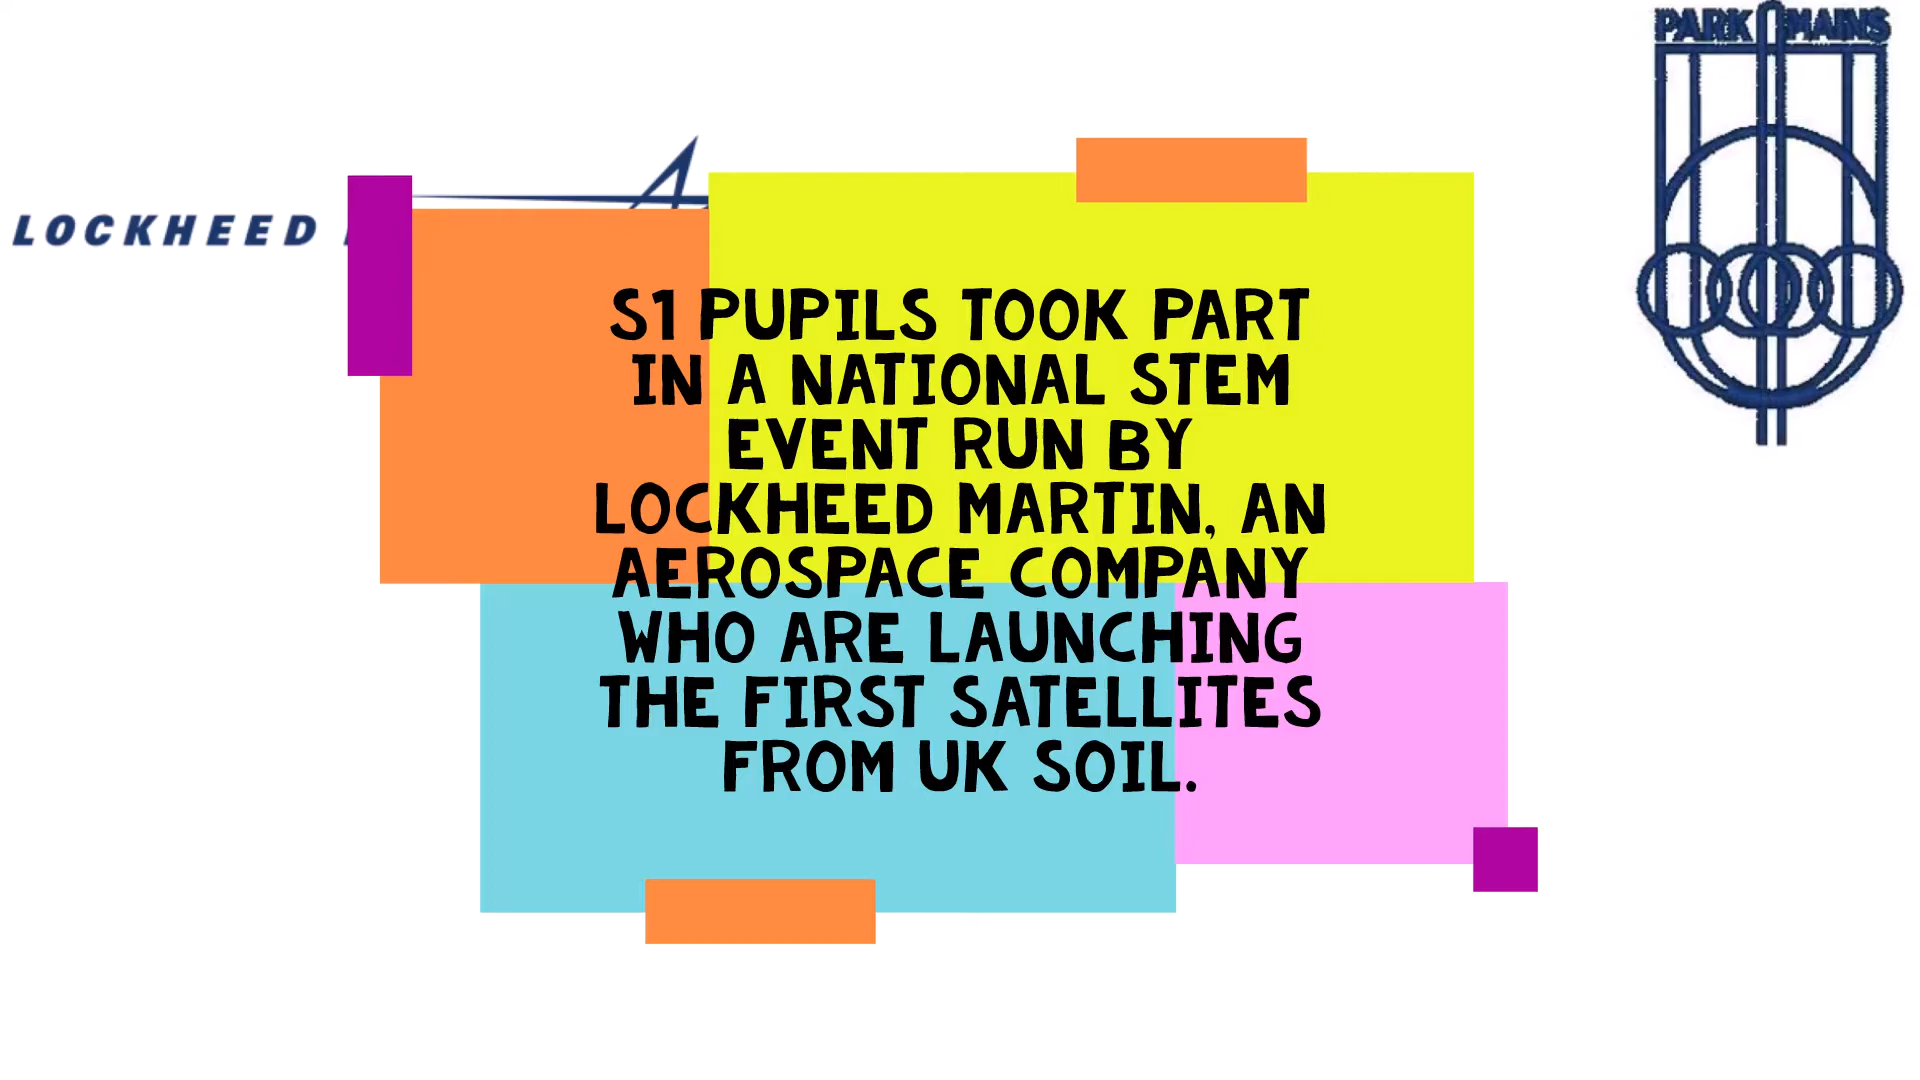 PARK MAINS
LOCKHEED
S1 PUPILS TOOK PART
IN A NATIONAL STEM
EVENT RUN BY
LOCKHEED MARTIN, AN
AEROSPACE COMPANY
WHO ARE LAUNCHING
THE FIRST SATELLITES
FROM UK SOIL.